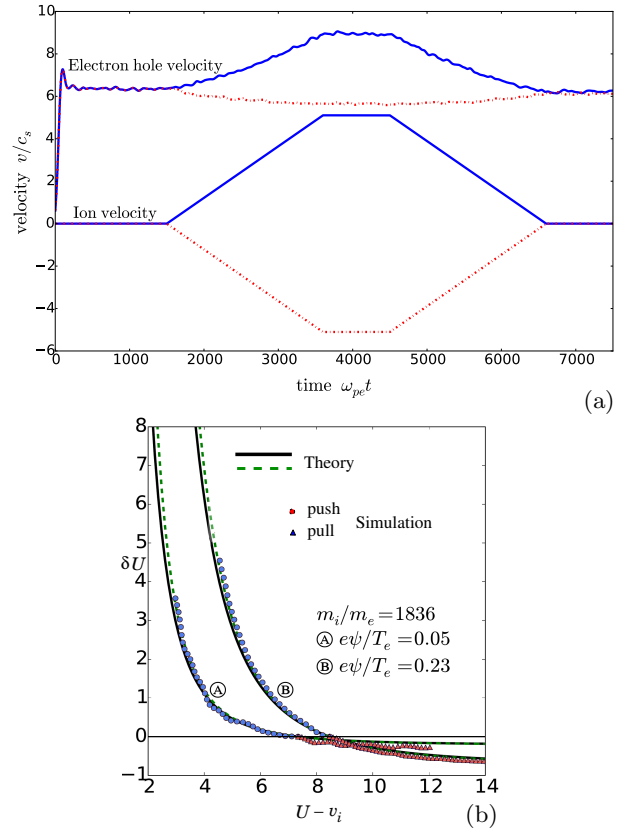 10
8
6
4
2
0
−2
−4
−6
velocity v/c_s
Electron hole velocity
Ion velocity
0 1000 2000 3000 4000 5000 6000 7000
time ω_{pe}t
(a)
8
7
6
5
4
3
2
1
0
−1
δU
Theory
push
pull
Simulation
m_i/m_e=1836
Ⓐ eψ/T_e=0.05
Ⓑ eψ/T_e=0.23
Ⓐ Ⓑ
2 4 6 8 10 12 14
U−v_i
(b)